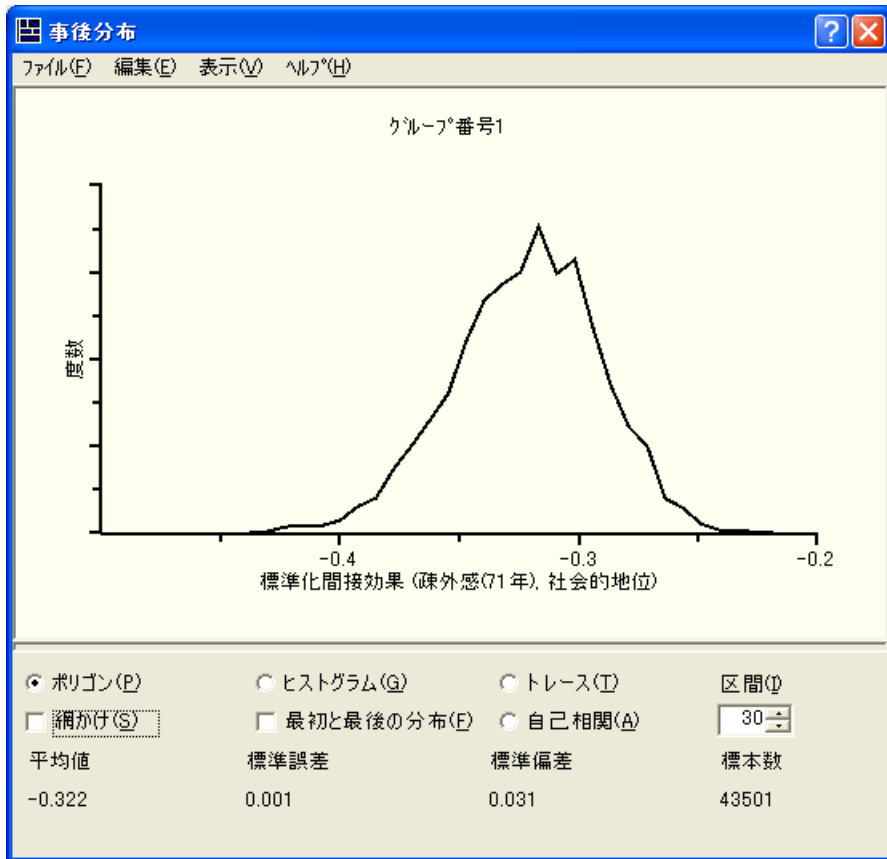 事後分布
ﾌｧｲﾙ(F) 編集(E) 表示(V) ﾍﾙﾌﾟ(H)
ｸﾞﾙｰﾌﾟ番号1
度数
-0.4 -0.3 -0.2
標準化間接効果 (疎外感(71年), 社会的地位)
ポリゴン(P) ヒストグラム(G) トレース(T) 区間(I)
網かけ(S) 最初と最後の分布(F) 自己相関(A) 30
平均値 標準誤差 標準偏差 標本数
-0.322 0.001 0.031 43501